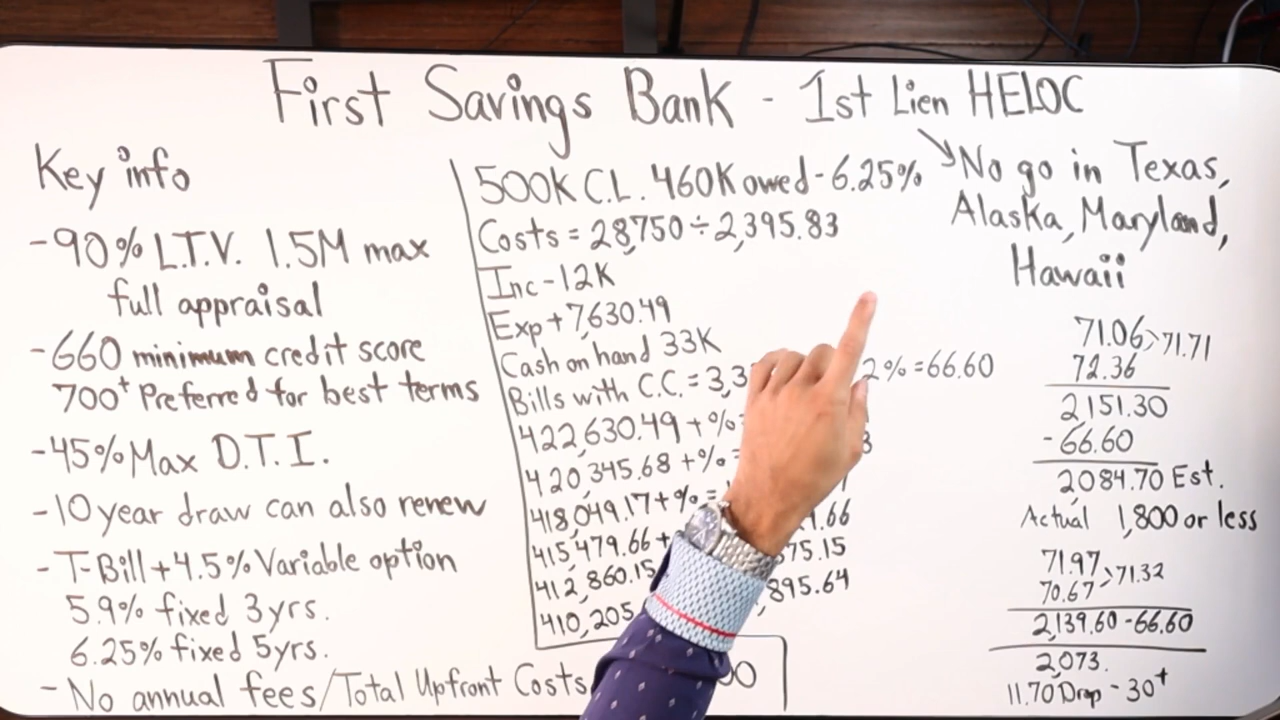 First Savings Bank - 1st Lien HELOC
Key info
-90% L.T.V. 1.5M max
full appraisal
-660 minimum credit score
700+ Preferred for best terms
-45% Max D.T.I.
-10 year draw can also renew
-T-Bill+4.5% Variable option
5.9% fixed 3yrs.
6.25% fixed 5yrs.
-No annual fees/Total Upfront Costs
500K C.L. 460K owed-6.25%
Costs = 28,750÷2,395.83
Inc-12K
Exp+7,630.49
Cash on hand 33K
Bills with C.C.=3,3 2%=66.60
422,630.49+%=
420,345.68+%=
418,049.17+%=
415,479.66+
412,860.15 895.64
410,205
No go in Texas,
Alaska, Maryland,
Hawaii
71.06>71.71
72.36
2151.30
-66.60
2,084.70 Est.
Actual 1,800 or less
71.97>71.32
70.67
2,139.60-66.60
2,073.
11.70 Drop-30+